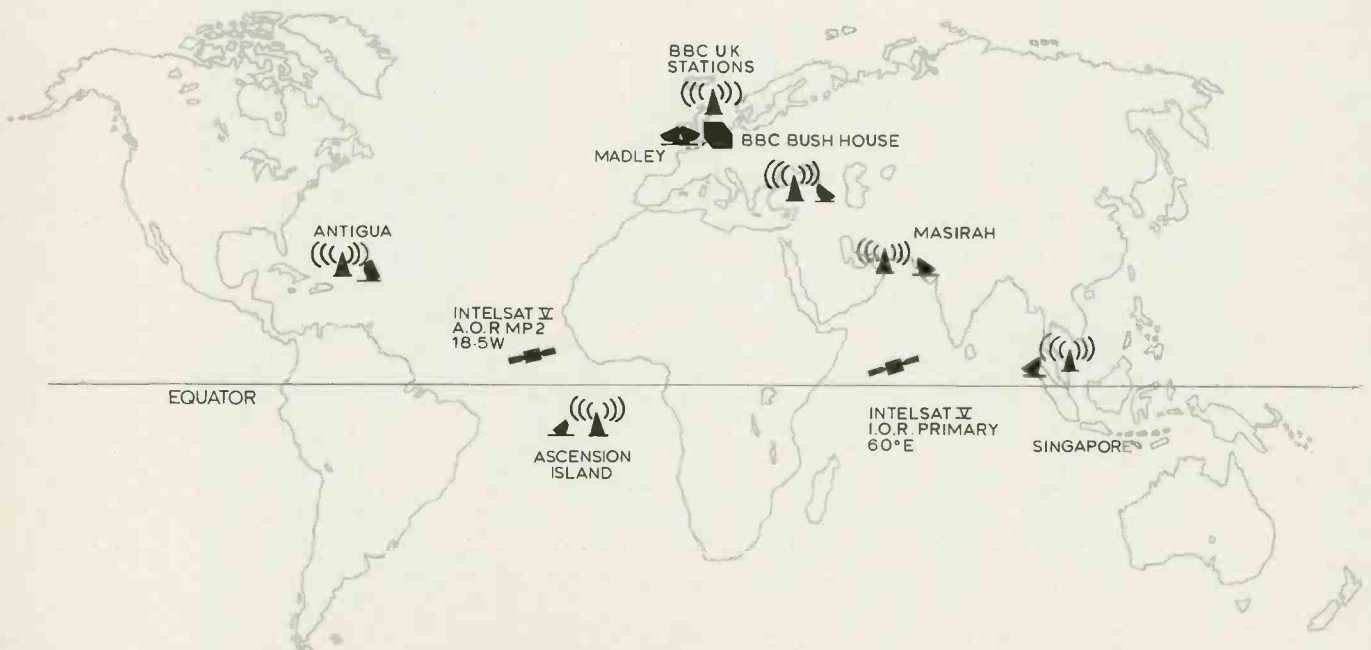 BBC UK
STATIONS
MADLEY
BBC BUSH HOUSE
ANTIGUA
MASIRAH
INTELSAT V
A.O.R MP2
18·5W
EQUATOR
ASCENSION
ISLAND
INTELSAT V
I.O.R. PRIMARY
60°E
SINGAPORE